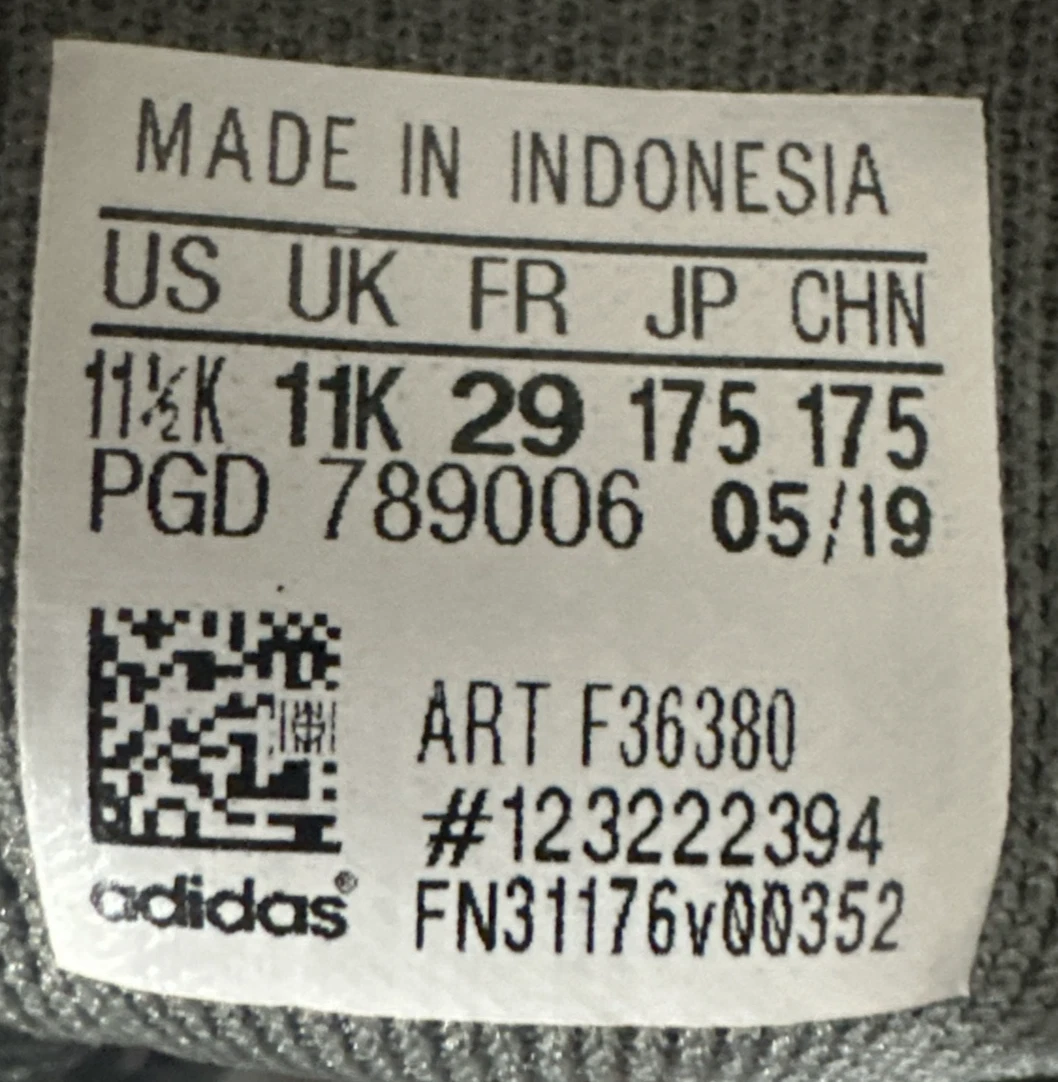 MADE IN INDONESIA
US UK FR JP CHN
11½K 11K 29 175 175
PGD 789006 05/19
ART F36380
#123222394
adidas® FN31176v00352